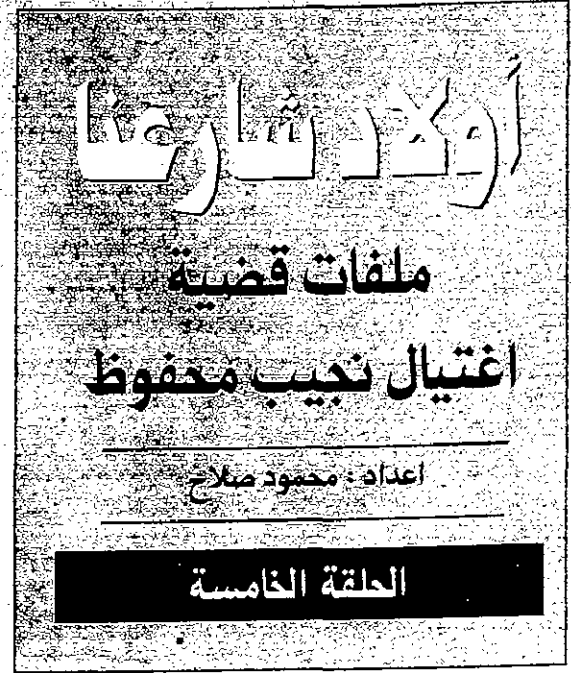 أولاد شارعنا
ملفات قضية
اغتيال نجيب محفوظ
اعداد : محمود صلاح
الحلقة الخامسة